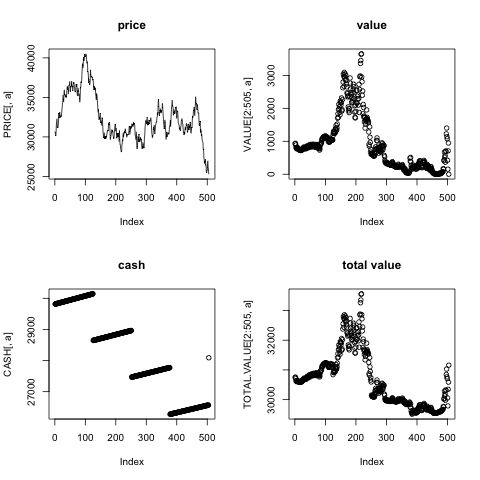 price
PRICE[, a]
25000 30000 35000 40000
0 100 200 300 400 500
Index
value
VALUE[2:505, a]
0 1000 2000 3000
0 100 200 300 400 500
Index
cash
CASH[, a]
27000 29000
0 100 200 300 400 500
Index
total value
TOTAL.VALUE[2:505, a]
30000 32000
0 100 200 300 400 500
Index